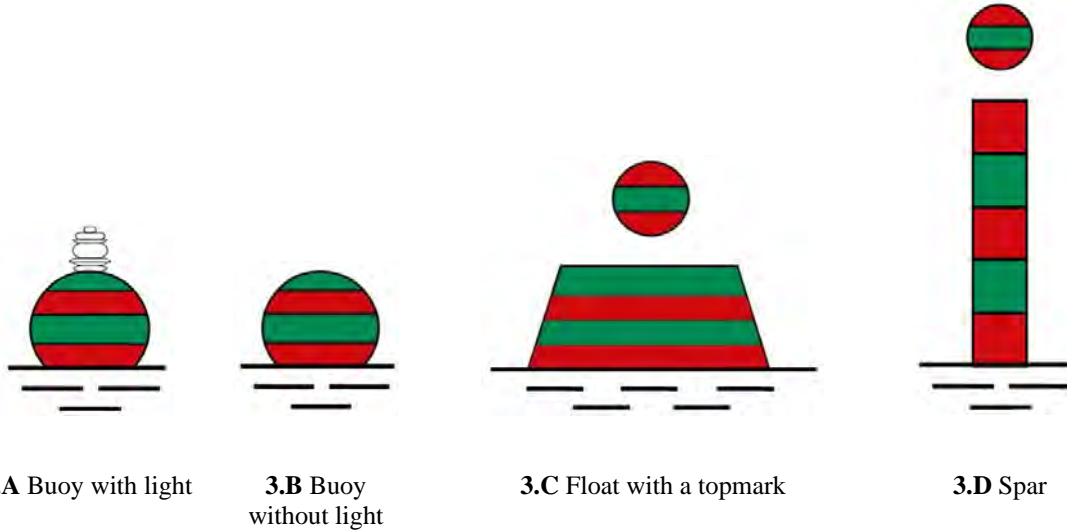 A Buoy with light
3.B Buoy
without light
3.C Float with a topmark
3.D Spar